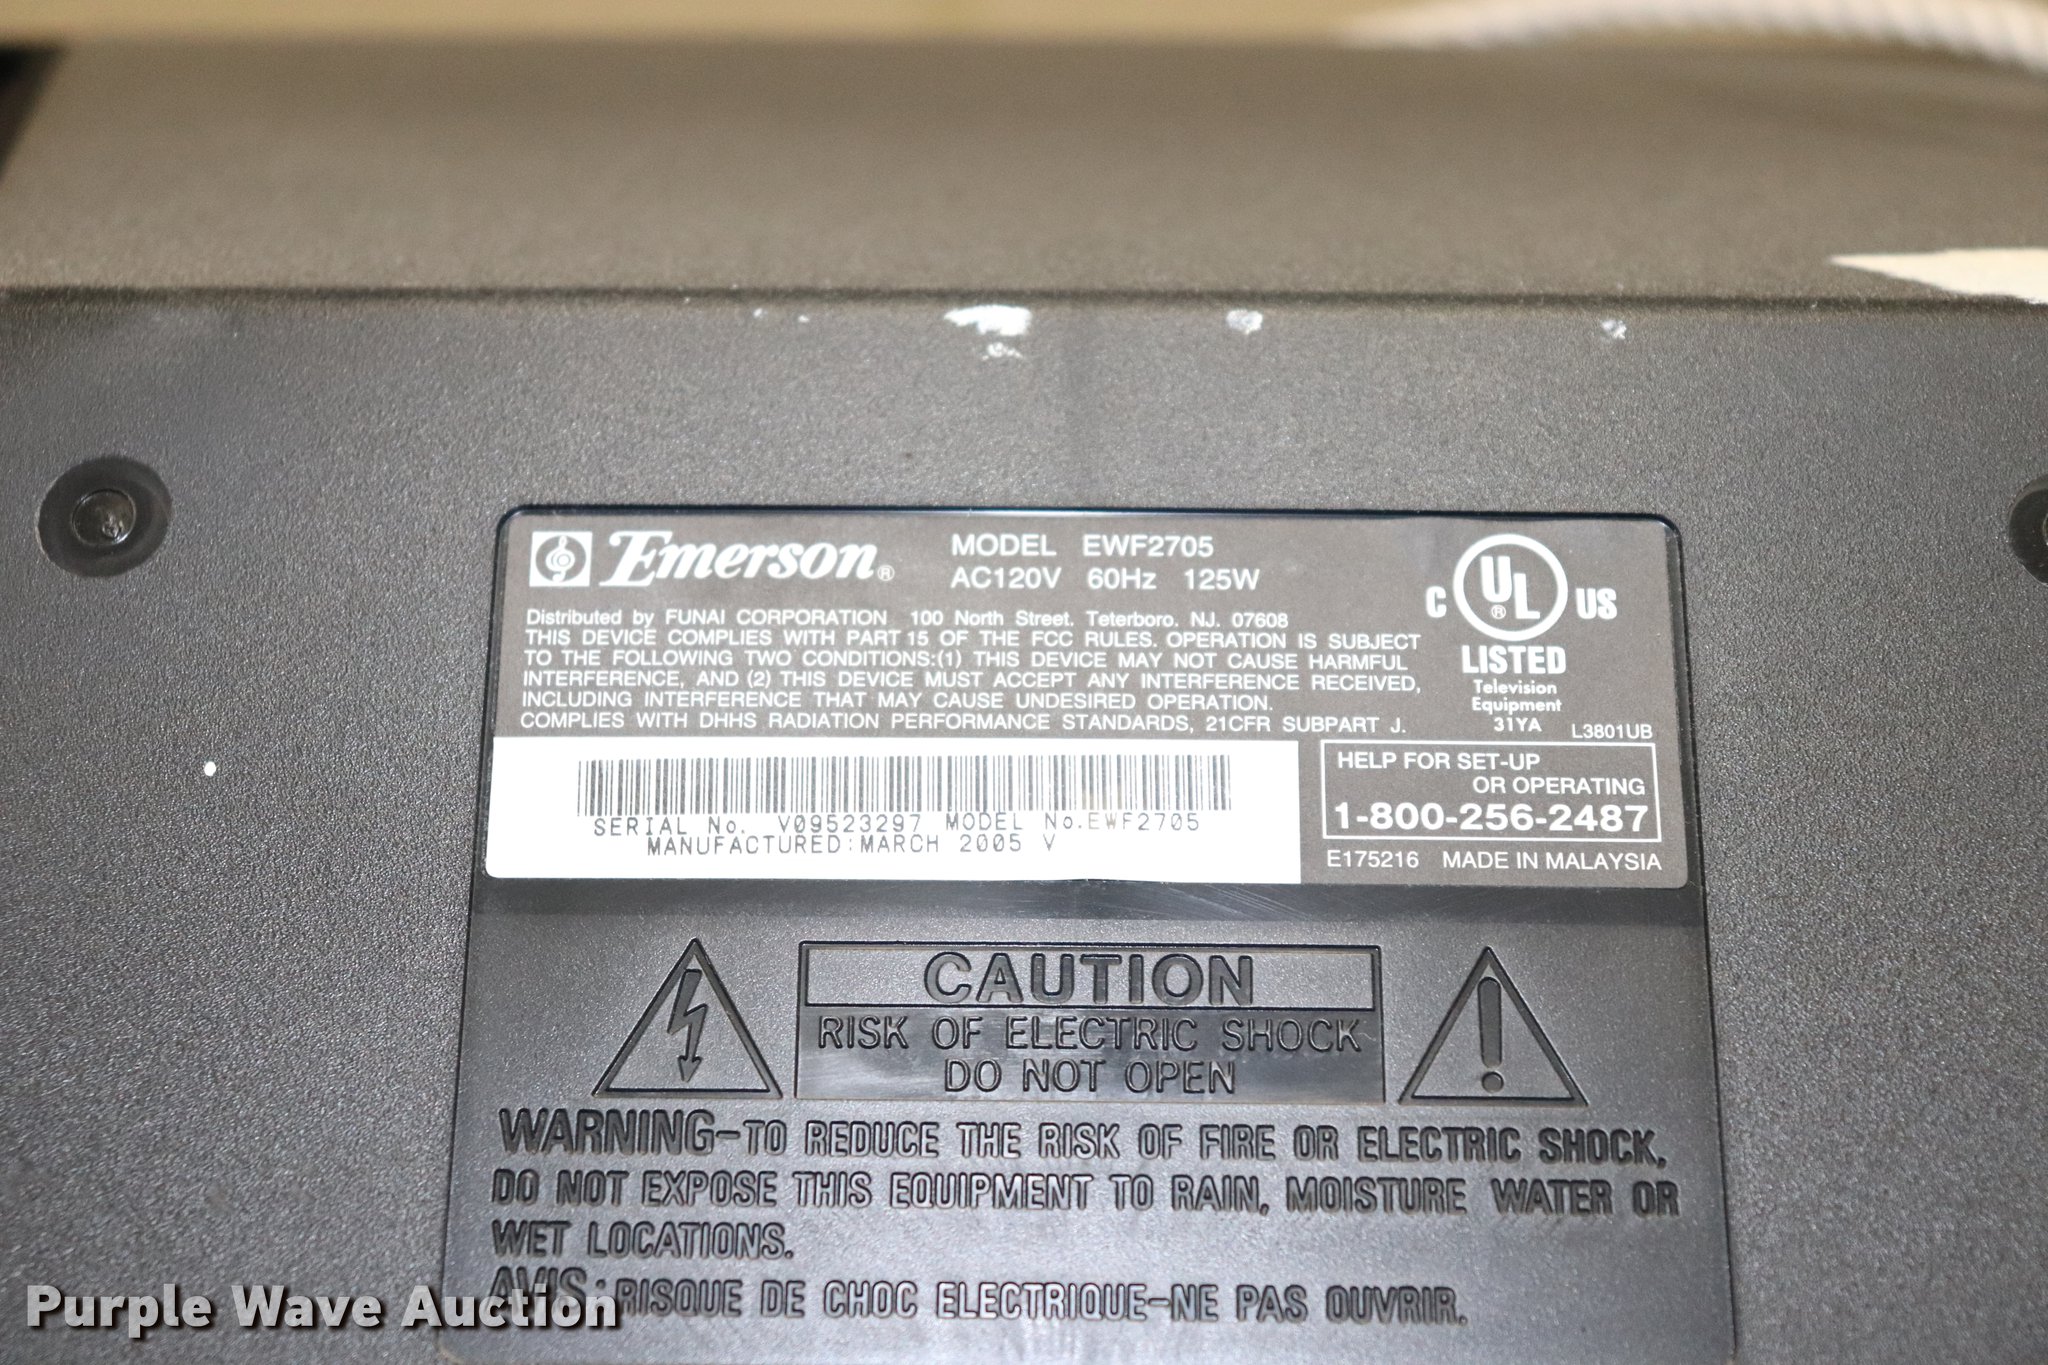 Emerson®
MODEL EWF2705
AC120V 60Hz 125W
Distributed by FUNAI CORPORATION 100 North Street. Teterboro. NJ. 07608
THIS DEVICE COMPLIES WITH PART 15 OF THE FCC RULES. OPERATION IS SUBJECT
TO THE FOLLOWING TWO CONDITIONS:(1) THIS DEVICE MAY NOT CAUSE HARMFUL
INTERFERENCE, AND (2) THIS DEVICE MUST ACCEPT ANY INTERFERENCE RECEIVED,
INCLUDING INTERFERENCE THAT MAY CAUSE UNDESIRED OPERATION.
COMPLIES WITH DHHS RADIATION PERFORMANCE STANDARDS, 21CFR SUBPART J.
C UL® US
LISTED
Television
Equipment
31YA
L3801UB
SERIAL No. V09523297 MODEL No.EWF2705
MANUFACTURED:MARCH 2005 V
HELP FOR SET-UP
OR OPERATING
1-800-256-2487
E175216 MADE IN MALAYSIA
CAUTION
RISK OF ELECTRIC SHOCK
DO NOT OPEN
WARNING-TO REDUCE THE RISK OF FIRE OR ELECTRIC SHOCK,
DO NOT EXPOSE THIS EQUIPMENT TO RAIN, MOISTURE WATER OR
WET LOCATIONS.
AVIS:RISQUE DE CHOC ELECTRIQUE-NE PAS OUVRIR.
Purple Wave Auction